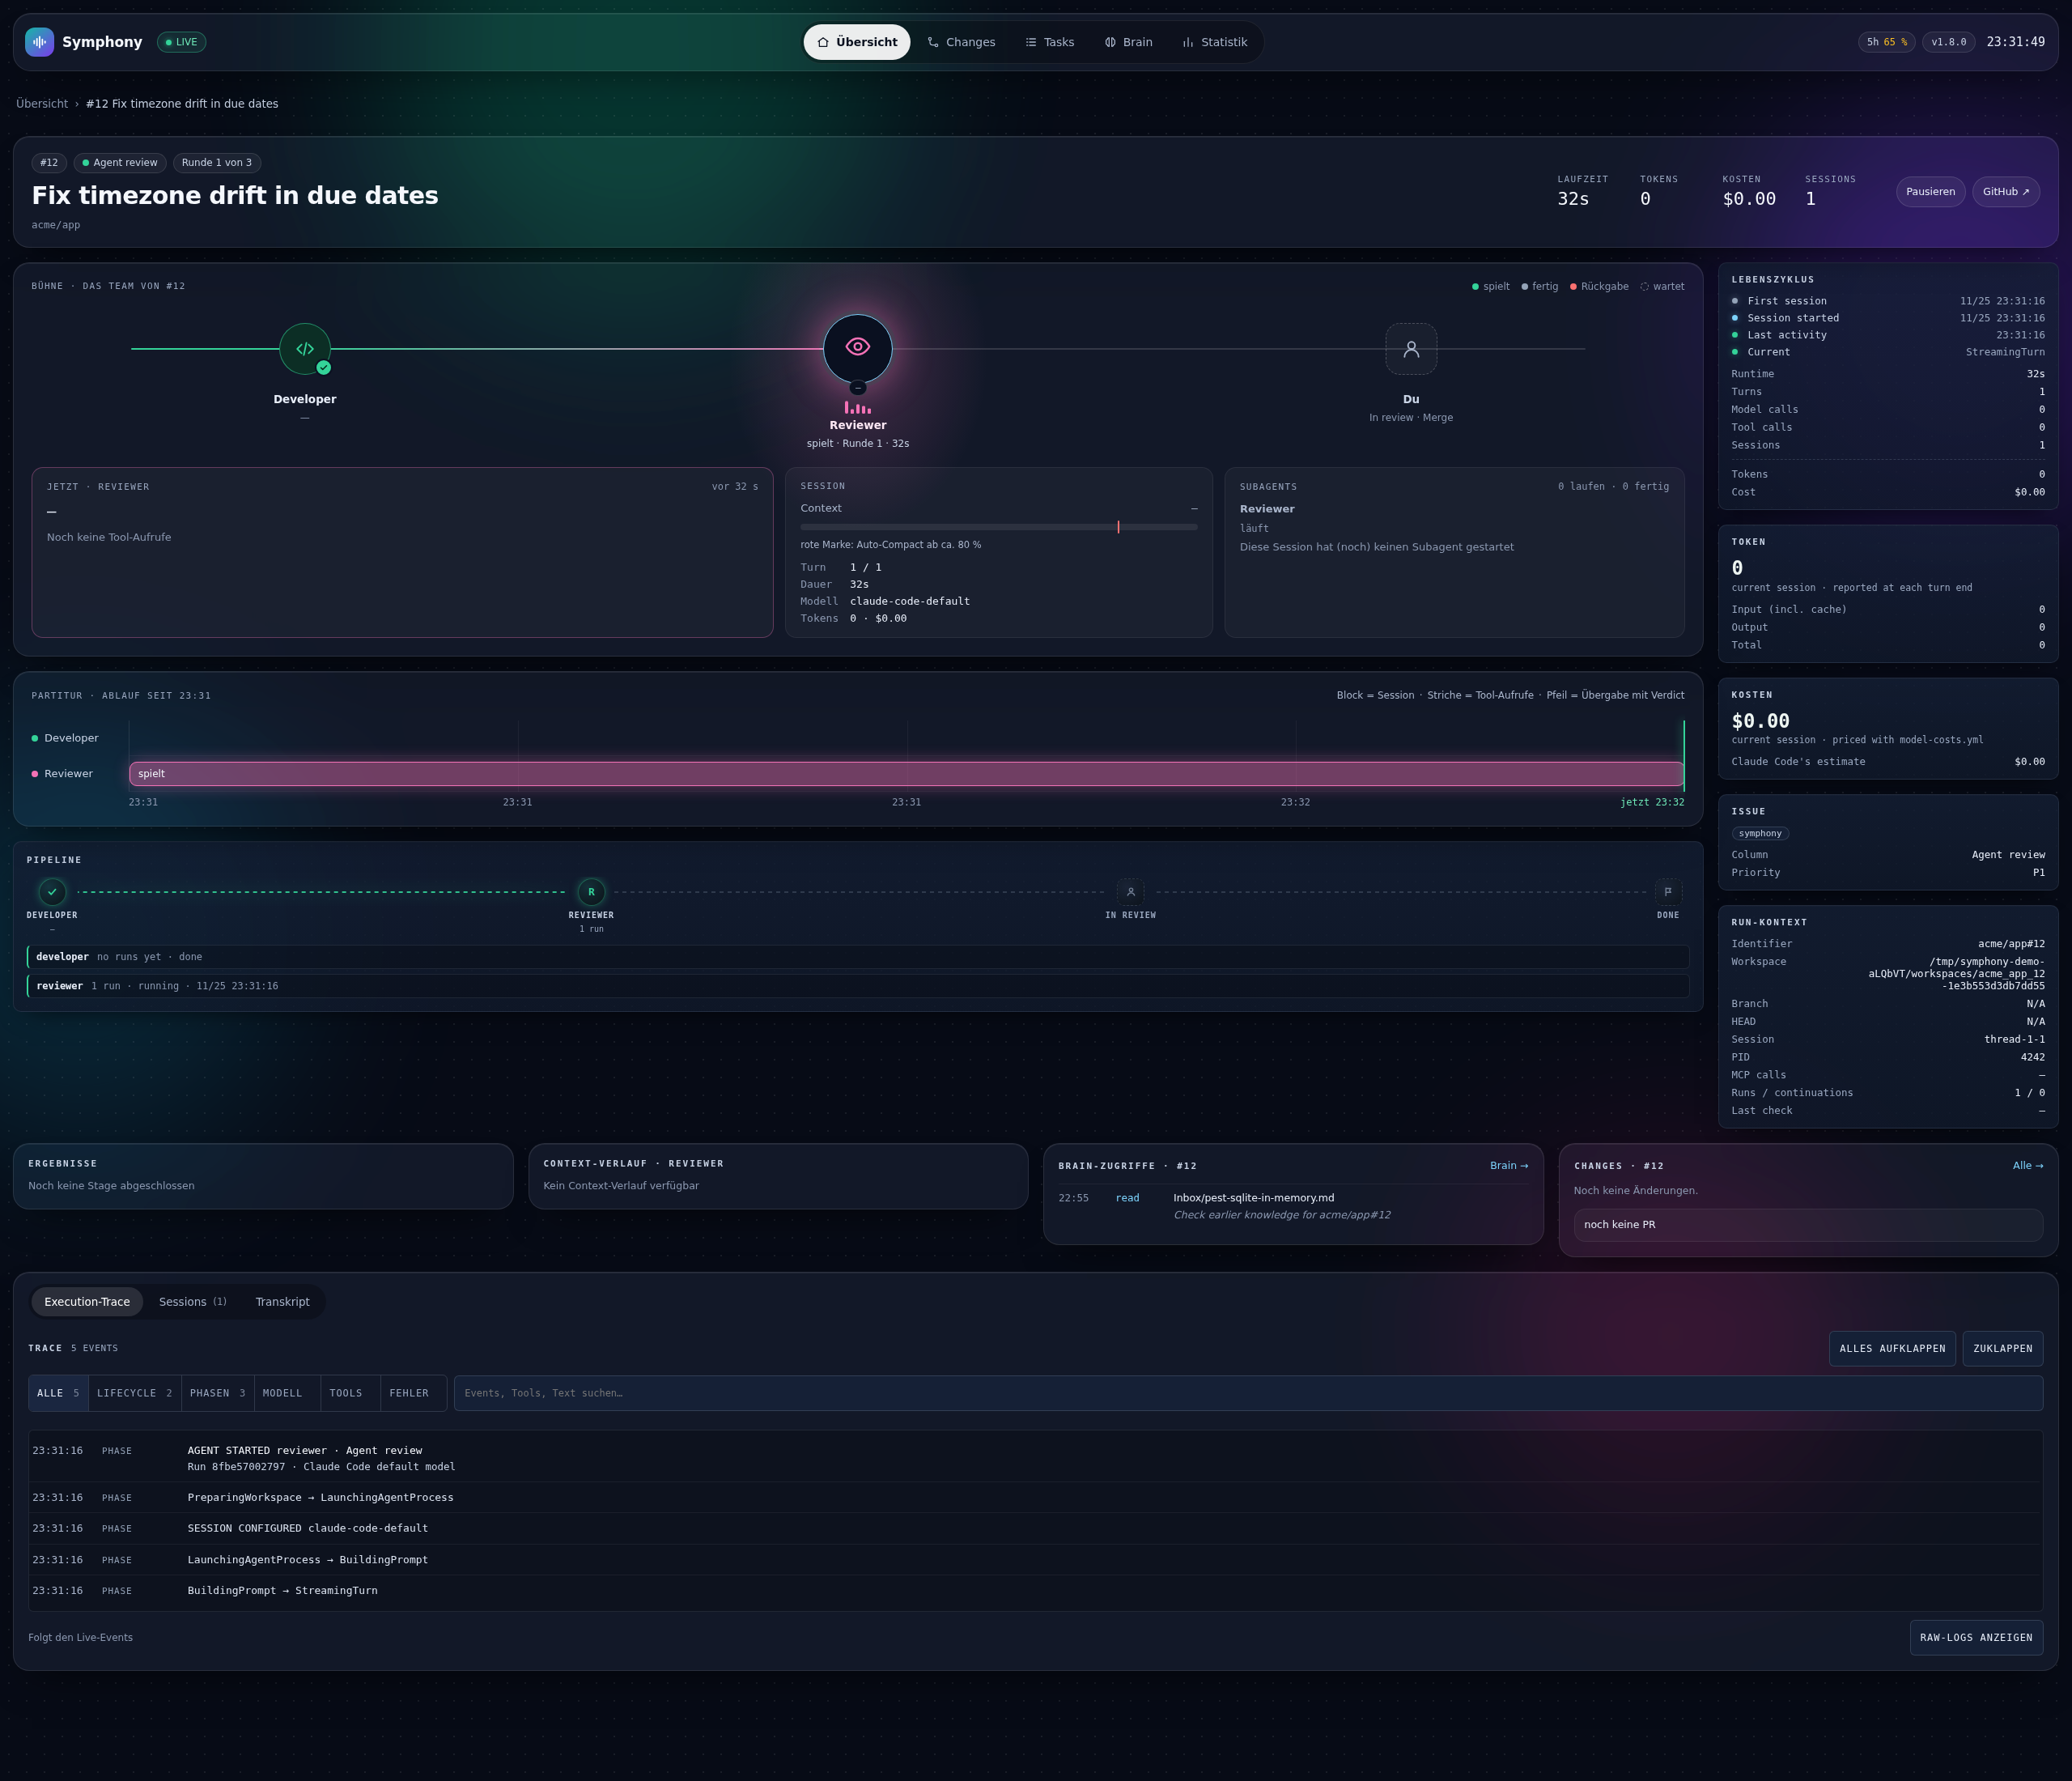 Symphony LIVE Übersicht Changes Tasks Brain Statistik 5h 65 % v1.8.0 23:31:49
Übersicht › #12 Fix timezone drift in due dates
#12 Agent review Runde 1 von 3
Fix timezone drift in due dates
acme/app
LAUFZEIT TOKENS KOSTEN SESSIONS
32s 0 $0.00 1
Pausieren GitHub ↗
BÜHNE · DAS TEAM VON #12 spielt fertig Rückgabe wartet
Developer
—
—
Reviewer
spielt · Runde 1 · 32s
Du
In review · Merge
JETZT · REVIEWER vor 32 s
—
Noch keine Tool-Aufrufe
SESSION
Context —
rote Marke: Auto-Compact ab ca. 80 %
Turn 1 / 1
Dauer 32s
Modell claude-code-default
Tokens 0 · $0.00
SUBAGENTS 0 laufen · 0 fertig
Reviewer
läuft
Diese Session hat (noch) keinen Subagent gestartet
PARTITUR · ABLAUF SEIT 23:31 Block = Session · Striche = Tool-Aufrufe · Pfeil = Übergabe mit Verdict
Developer
Reviewer spielt
23:31 23:31 23:31 23:32 jetzt 23:32
PIPELINE
R
DEVELOPER REVIEWER IN REVIEW DONE
— 1 run
developer no runs yet · done
reviewer 1 run · running · 11/25 23:31:16
LEBENSZYKLUS
First session 11/25 23:31:16
Session started 11/25 23:31:16
Last activity 23:31:16
Current StreamingTurn
Runtime 32s
Turns 1
Model calls 0
Tool calls 0
Sessions 1
Tokens 0
Cost $0.00
TOKEN
0
current session · reported at each turn end
Input (incl. cache) 0
Output 0
Total 0
KOSTEN
$0.00
current session · priced with model-costs.yml
Claude Code's estimate $0.00
ISSUE
symphony
Column Agent review
Priority P1
RUN-KONTEXT
Identifier acme/app#12
Workspace /tmp/symphony-demo-
aLQbVT/workspaces/acme_app_12
-1e3b553d3db7dd55
Branch N/A
HEAD N/A
Session thread-1-1
PID 4242
MCP calls —
Runs / continuations 1 / 0
Last check —
ERGEBNISSE
Noch keine Stage abgeschlossen
CONTEXT-VERLAUF · REVIEWER
Kein Context-Verlauf verfügbar
BRAIN-ZUGRIFFE · #12 Brain →
22:55 read Inbox/pest-sqlite-in-memory.md
Check earlier knowledge for acme/app#12
CHANGES · #12 Alle →
Noch keine Änderungen.
noch keine PR
Execution-Trace Sessions (1) Transkript
TRACE 5 EVENTS ALLES AUFKLAPPEN ZUKLAPPEN
ALLE 5 LIFECYCLE 2 PHASEN 3 MODELL TOOLS FEHLER Events, Tools, Text suchen…
23:31:16 PHASE AGENT STARTED reviewer · Agent review
Run 8fbe57002797 · Claude Code default model
23:31:16 PHASE PreparingWorkspace → LaunchingAgentProcess
23:31:16 PHASE SESSION CONFIGURED claude-code-default
23:31:16 PHASE LaunchingAgentProcess → BuildingPrompt
23:31:16 PHASE BuildingPrompt → StreamingTurn
Folgt den Live-Events RAW-LOGS ANZEIGEN